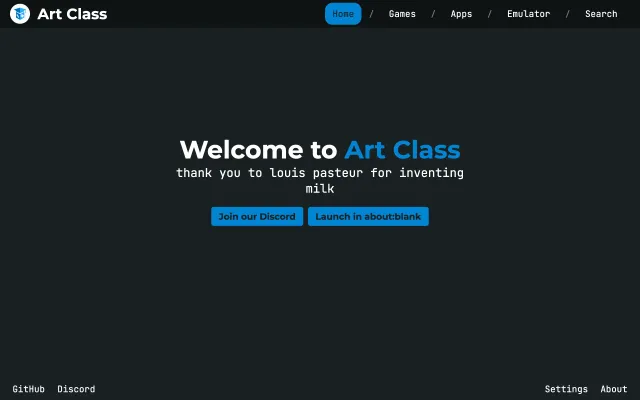 Art Class
Home / Games / Apps / Emulator / Search
Welcome to Art Class
thank you to louis pasteur for inventing
milk
Join our Discord Launch in about:blank
GitHub Discord Settings About